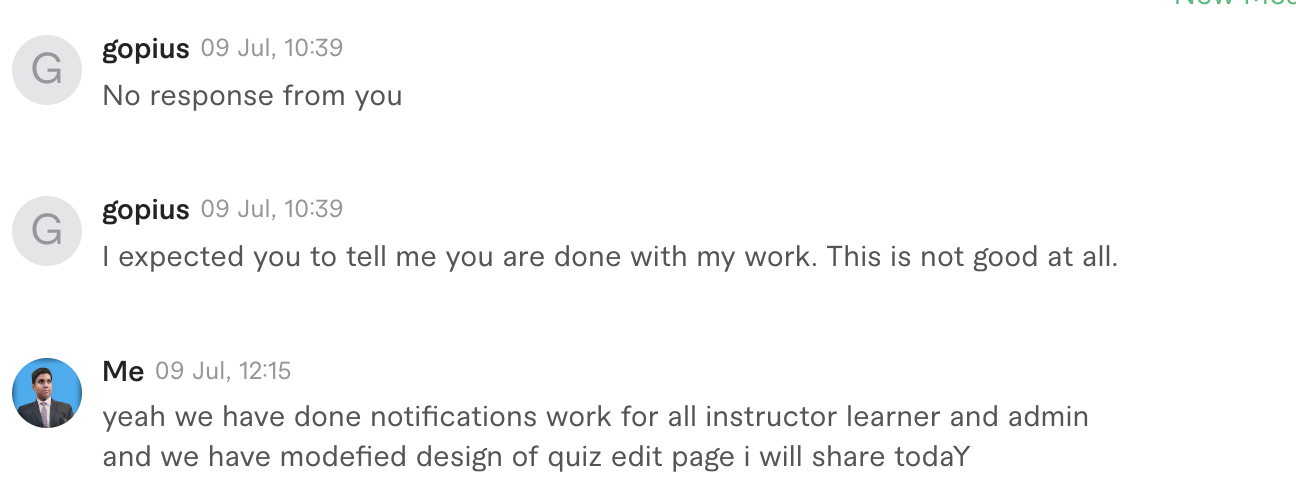 G
gopius 09 Jul, 10:39
No response from you
G
gopius 09 Jul, 10:39
I expected you to tell me you are done with my work. This is not good at all.
Me 09 Jul, 12:15
yeah we have done notifications work for all instructor learner and admin
and we have modefied design of quiz edit page i will share todaY